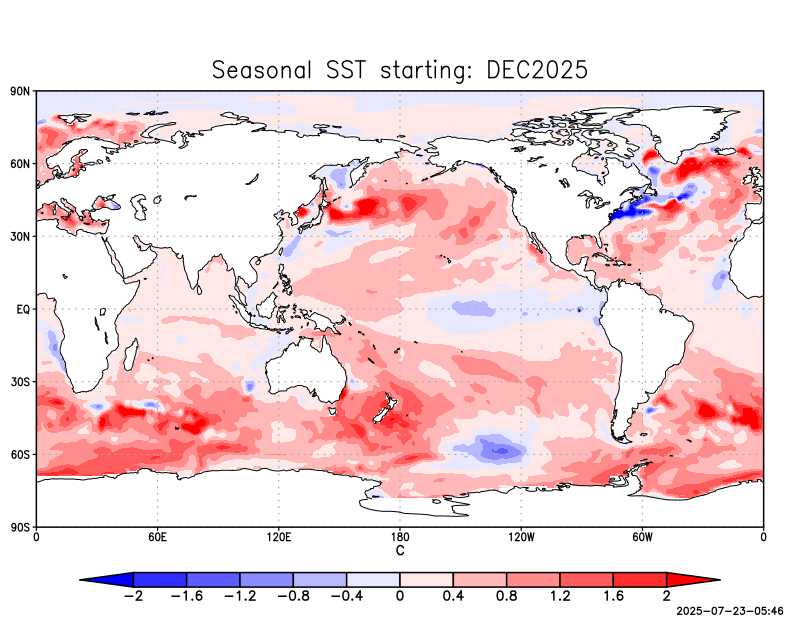 Seasonal SST starting: DEC2025
90N
60N
30N
EQ
30S
60S
90S
0 60E 120E 180 120W 60W 0
C
-2 -1.6 -1.2 -0.8 -0.4 0 0.4 0.8 1.2 1.6 2
2025-07-23-05:46